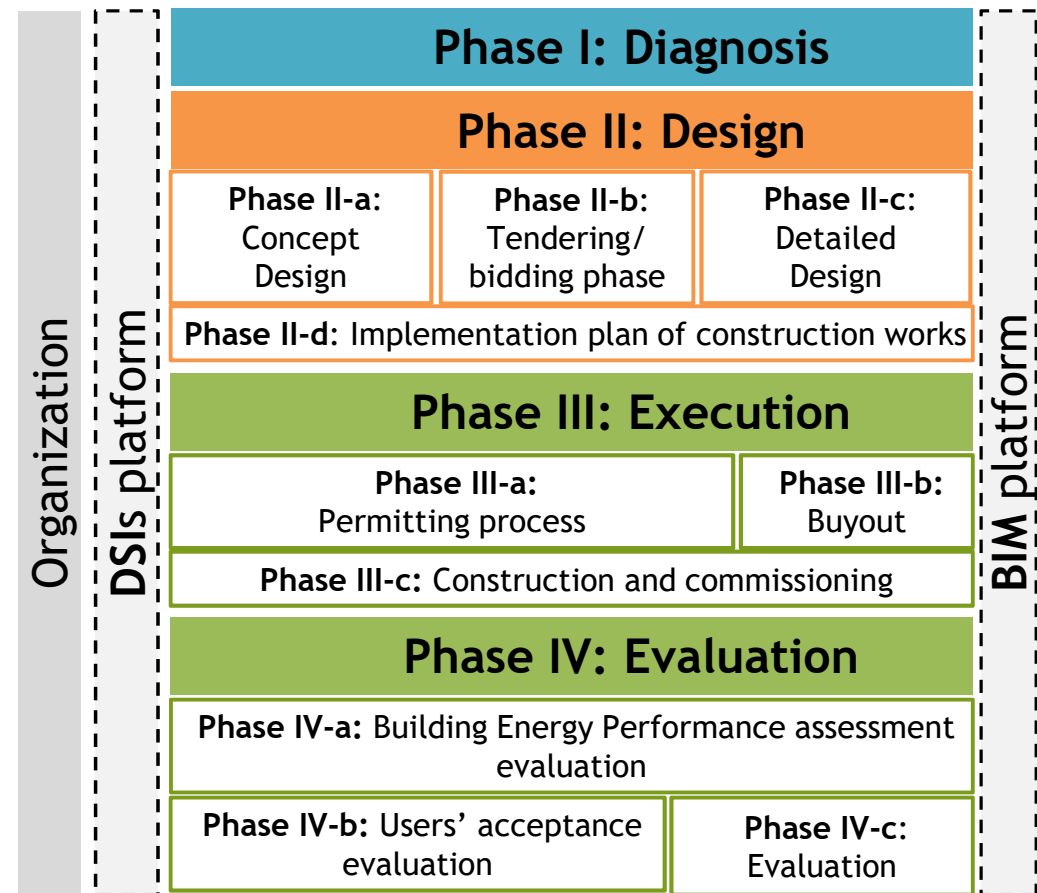 Organization
DSIs platform
Phase I: Diagnosis
Phase II: Design
Phase II-a:
Concept
Design
Phase II-b:
Tendering/
bidding phase
Phase II-c:
Detailed
Design
Phase II-d: Implementation plan of construction works
Phase III: Execution
Phase III-a:
Permitting process
Phase III-b:
Buyout
Phase III-c: Construction and commissioning
Phase IV: Evaluation
Phase IV-a: Building Energy Performance assessment
evaluation
Phase IV-b: Users’ acceptance
evaluation
Phase IV-c:
Evaluation
BIM platform